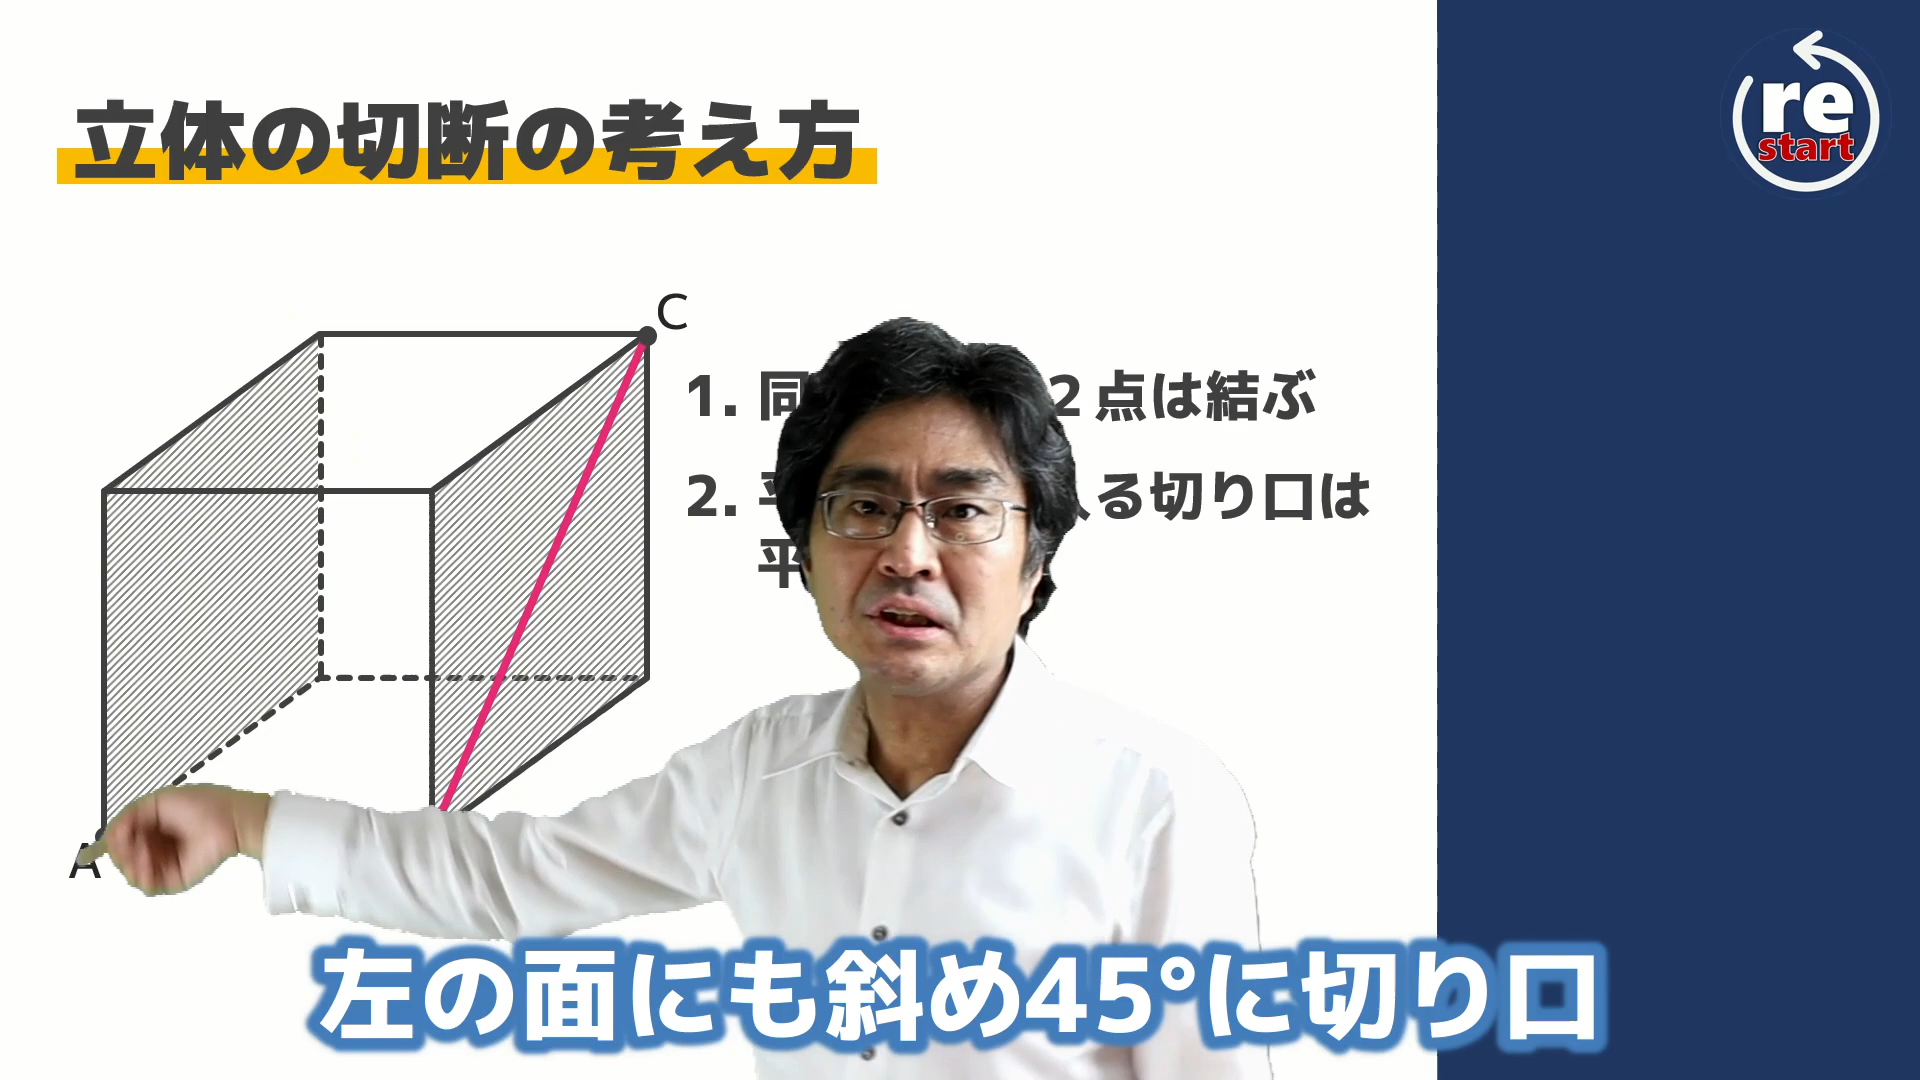 立体の切断の考え方
re
start
C
1. 同 2点は結ぶ
2. 平 る切り口は
平
A
左の面にも斜め45°に切り口